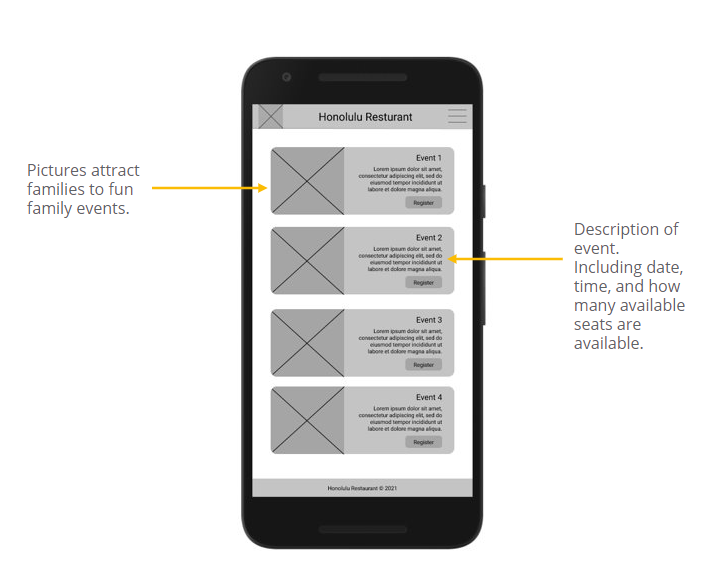 Honolulu Resturant
Pictures attract
families to fun
family events.
Event 1
Lorem ipsum dolor sit amet,
consectetur adipiscing elit, sed do
eiusmod tempor incididunt ut
labore et dolore magna aliqua.
Register
Event 2
Lorem ipsum dolor sit amet,
consectetur adipiscing elit, sed do
eiusmod tempor incididunt ut
labore et dolore magna aliqua.
Register
Description of
event.
Including date,
time, and how
many available
seats are
available.
Event 3
Lorem ipsum dolor sit amet,
consectetur adipiscing elit, sed do
eiusmod tempor incididunt ut
labore et dolore magna aliqua.
Register
Event 4
Lorem ipsum dolor sit amet,
consectetur adipiscing elit, sed do
eiusmod tempor incididunt ut
labore et dolore magna aliqua.
Register
Honolulu Restaurant © 2021